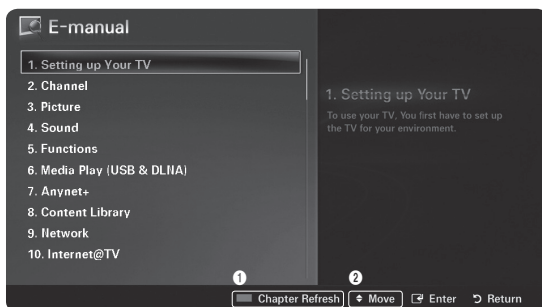 E-manual
1. Setting up Your TV
2. Channel
3. Picture
4. Sound
5. Functions
6. Media Play (USB & DLNA)
7. Anynet+
8. Content Library
9. Network
10. Internet@TV
1. Setting up Your TV
To use your TV, You first have to set up
the TV for your environment.
1 2
Chapter Refresh Move Enter Return